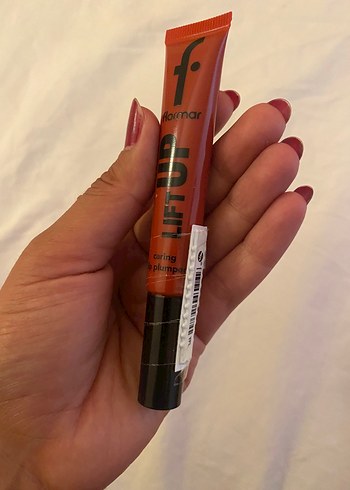 f.
flormar
LIFT UP
caring
plumper